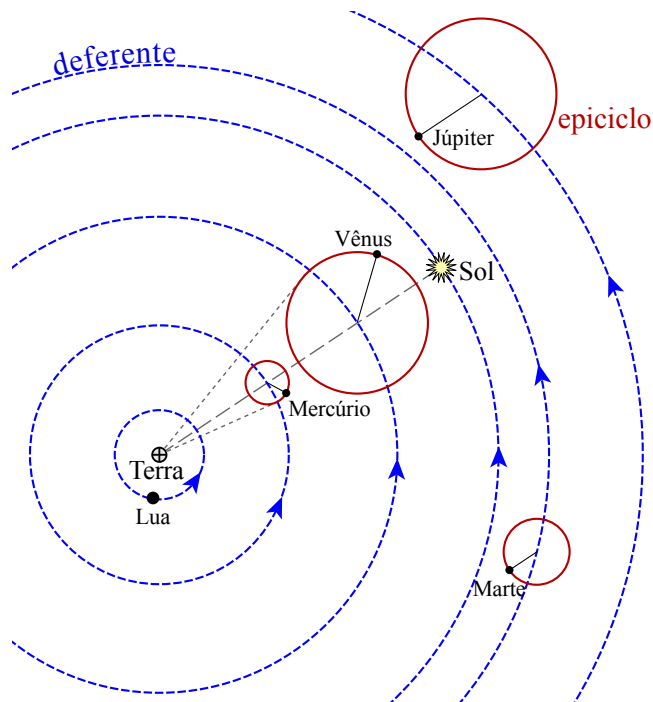 deferente
Júpiter
epiciclo
Vênus
Sol
Mercúrio
Terra
Lua
Marte